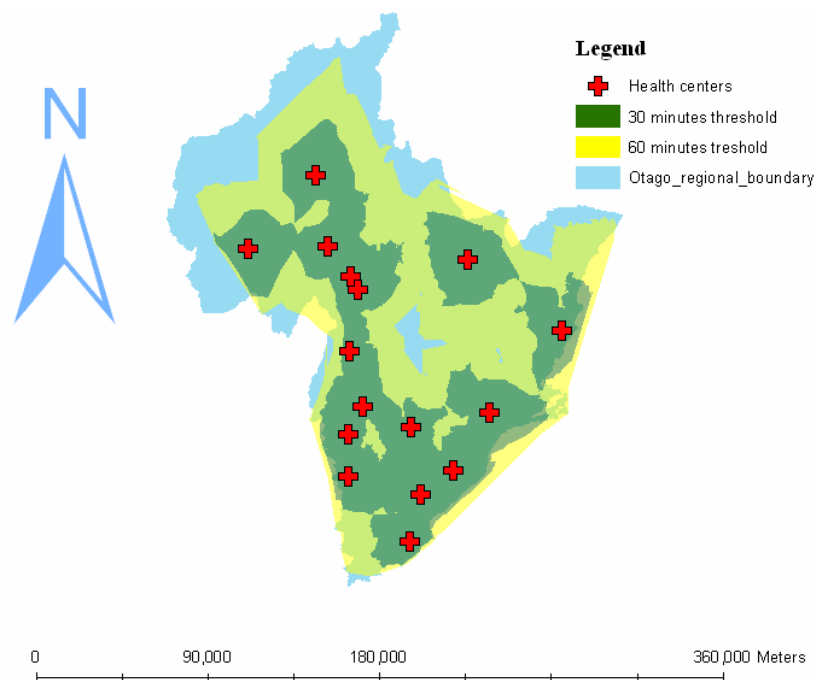 Legend
N
Health centers
30 minutes threshold
60 minutes treshold
Otago_regional_boundary
0 90,000 180,000 360,000 Meters